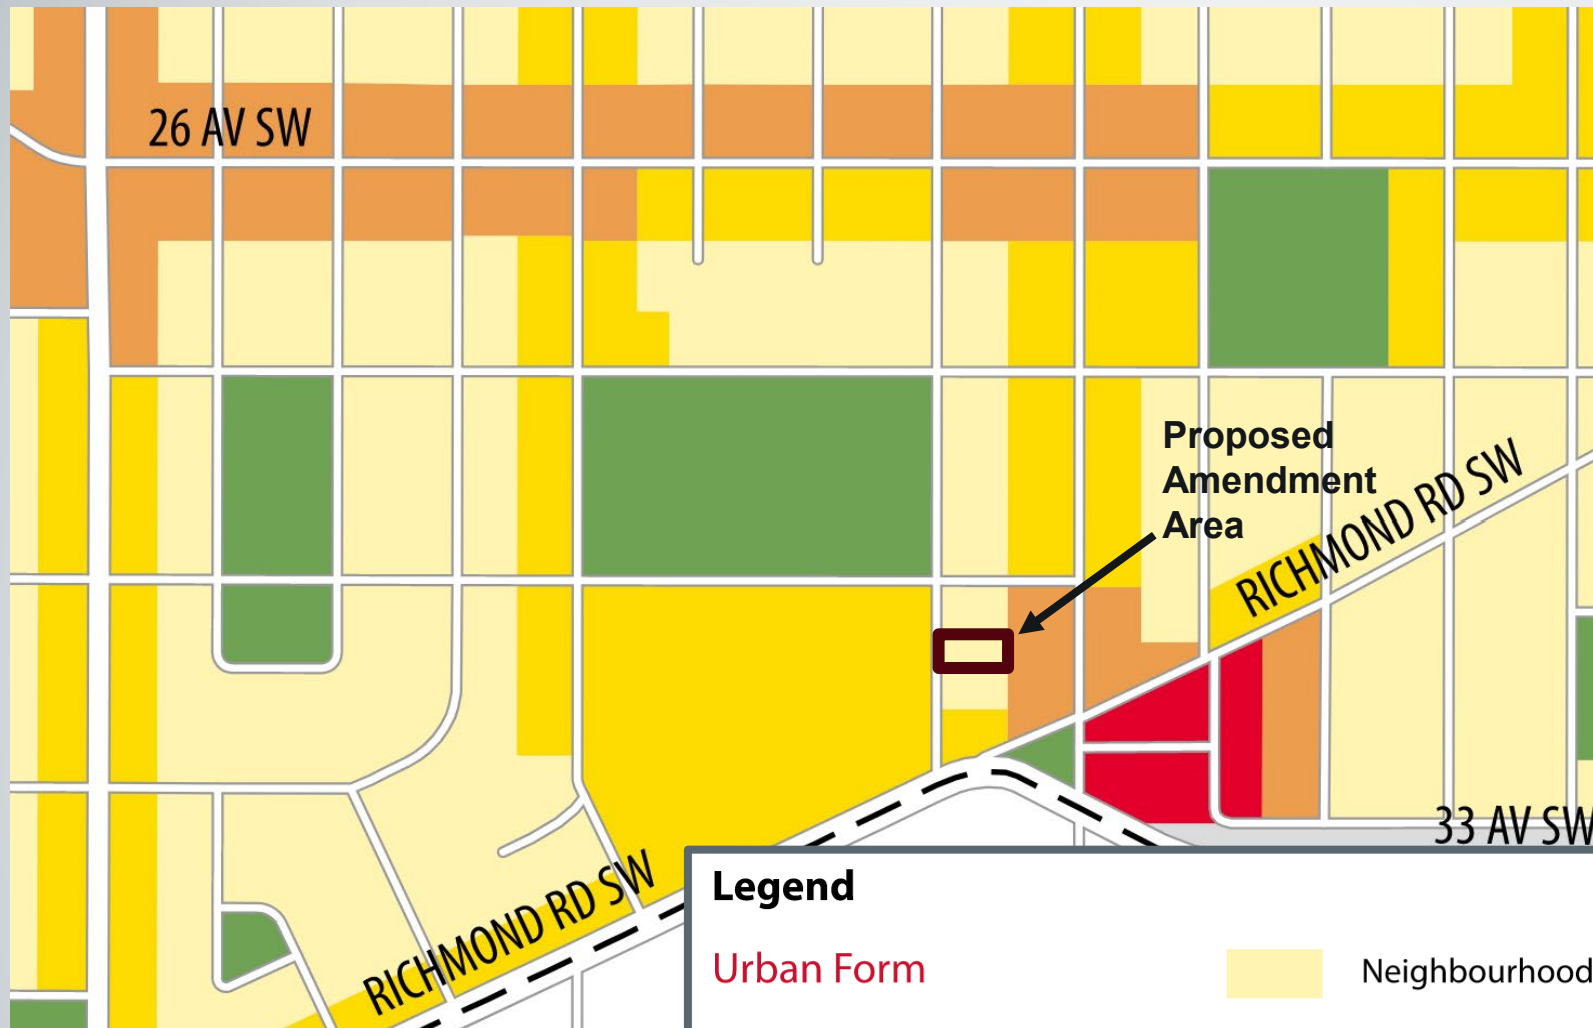 26 AV SW
Proposed
Amendment
Area
RICHMOND RD SW
33 AV SW
RICHMOND RD SW
Legend
Urban Form
Neighbourhood